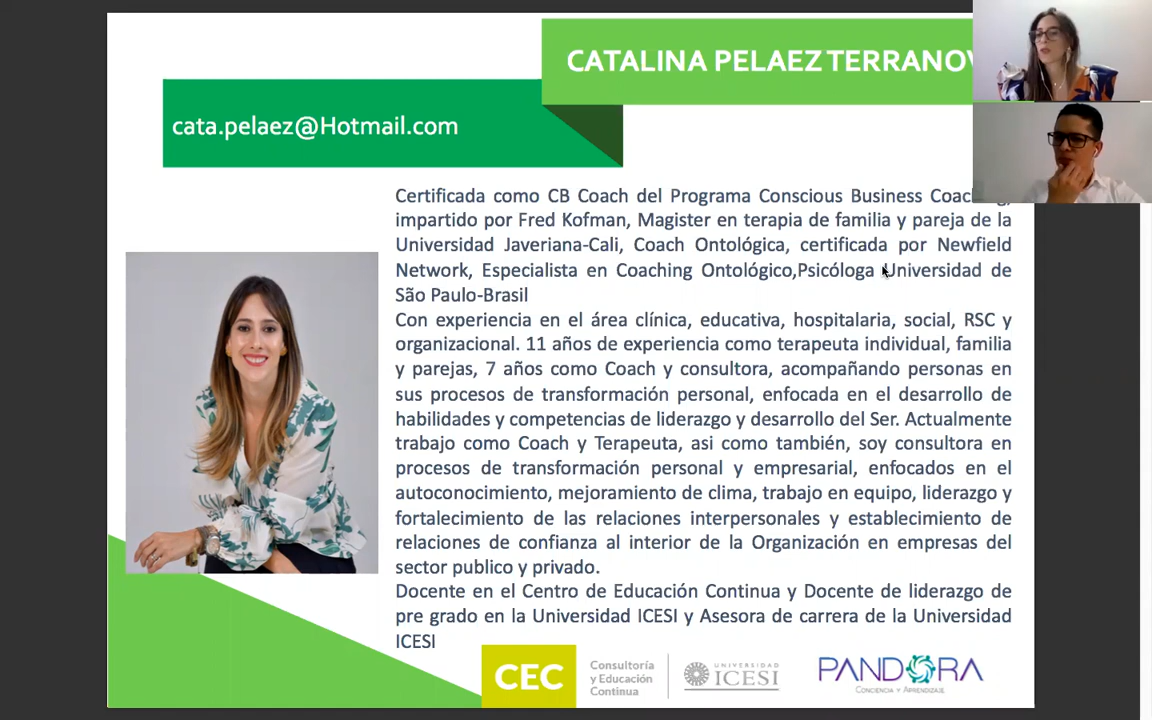 CATALINA PELAEZ TERRANOV
cata.pelaez@Hotmail.com
Certificada como CB Coach del Programa Conscious Business
impartido por Fred Kofman, Magister en terapia de familia y pareja de la
Universidad Javeriana-Cali, Coach Ontológica, certificada por Newfield
Network, Especialista en Coaching Ontológico,Psicóloga Universidad de
São Paulo-Brasil
Con experiencia en el área clínica, educativa, hospitalaria, social, RSC y
organizacional. 11 años de experiencia como terapeuta individual, familia
y parejas, 7 años como Coach y consultora, acompañando personas en
sus procesos de transformación personal, enfocada en el desarrollo de
habilidades y competencias de liderazgo y desarrollo del Ser. Actualmente
trabajo como Coach y Terapeuta, asi como también, soy consultora en
procesos de transformación personal y empresarial, enfocados en el
autoconocimiento, mejoramiento de clima, trabajo en equipo, liderazgo y
fortalecimiento de las relaciones interpersonales y establecimiento de
relaciones de confianza al interior de la Organización en empresas del
sector publico y privado.
Docente en el Centro de Educación Continua y Docente de liderazgo de
pre grado en la Universidad ICESI y Asesora de carrera de la Universidad
ICESI
CEC
Consultoría
y Educación
Continua
UNIVERSIDAD
ICESI
PANDORA
CONCIENCIA Y APRENDIZAJE